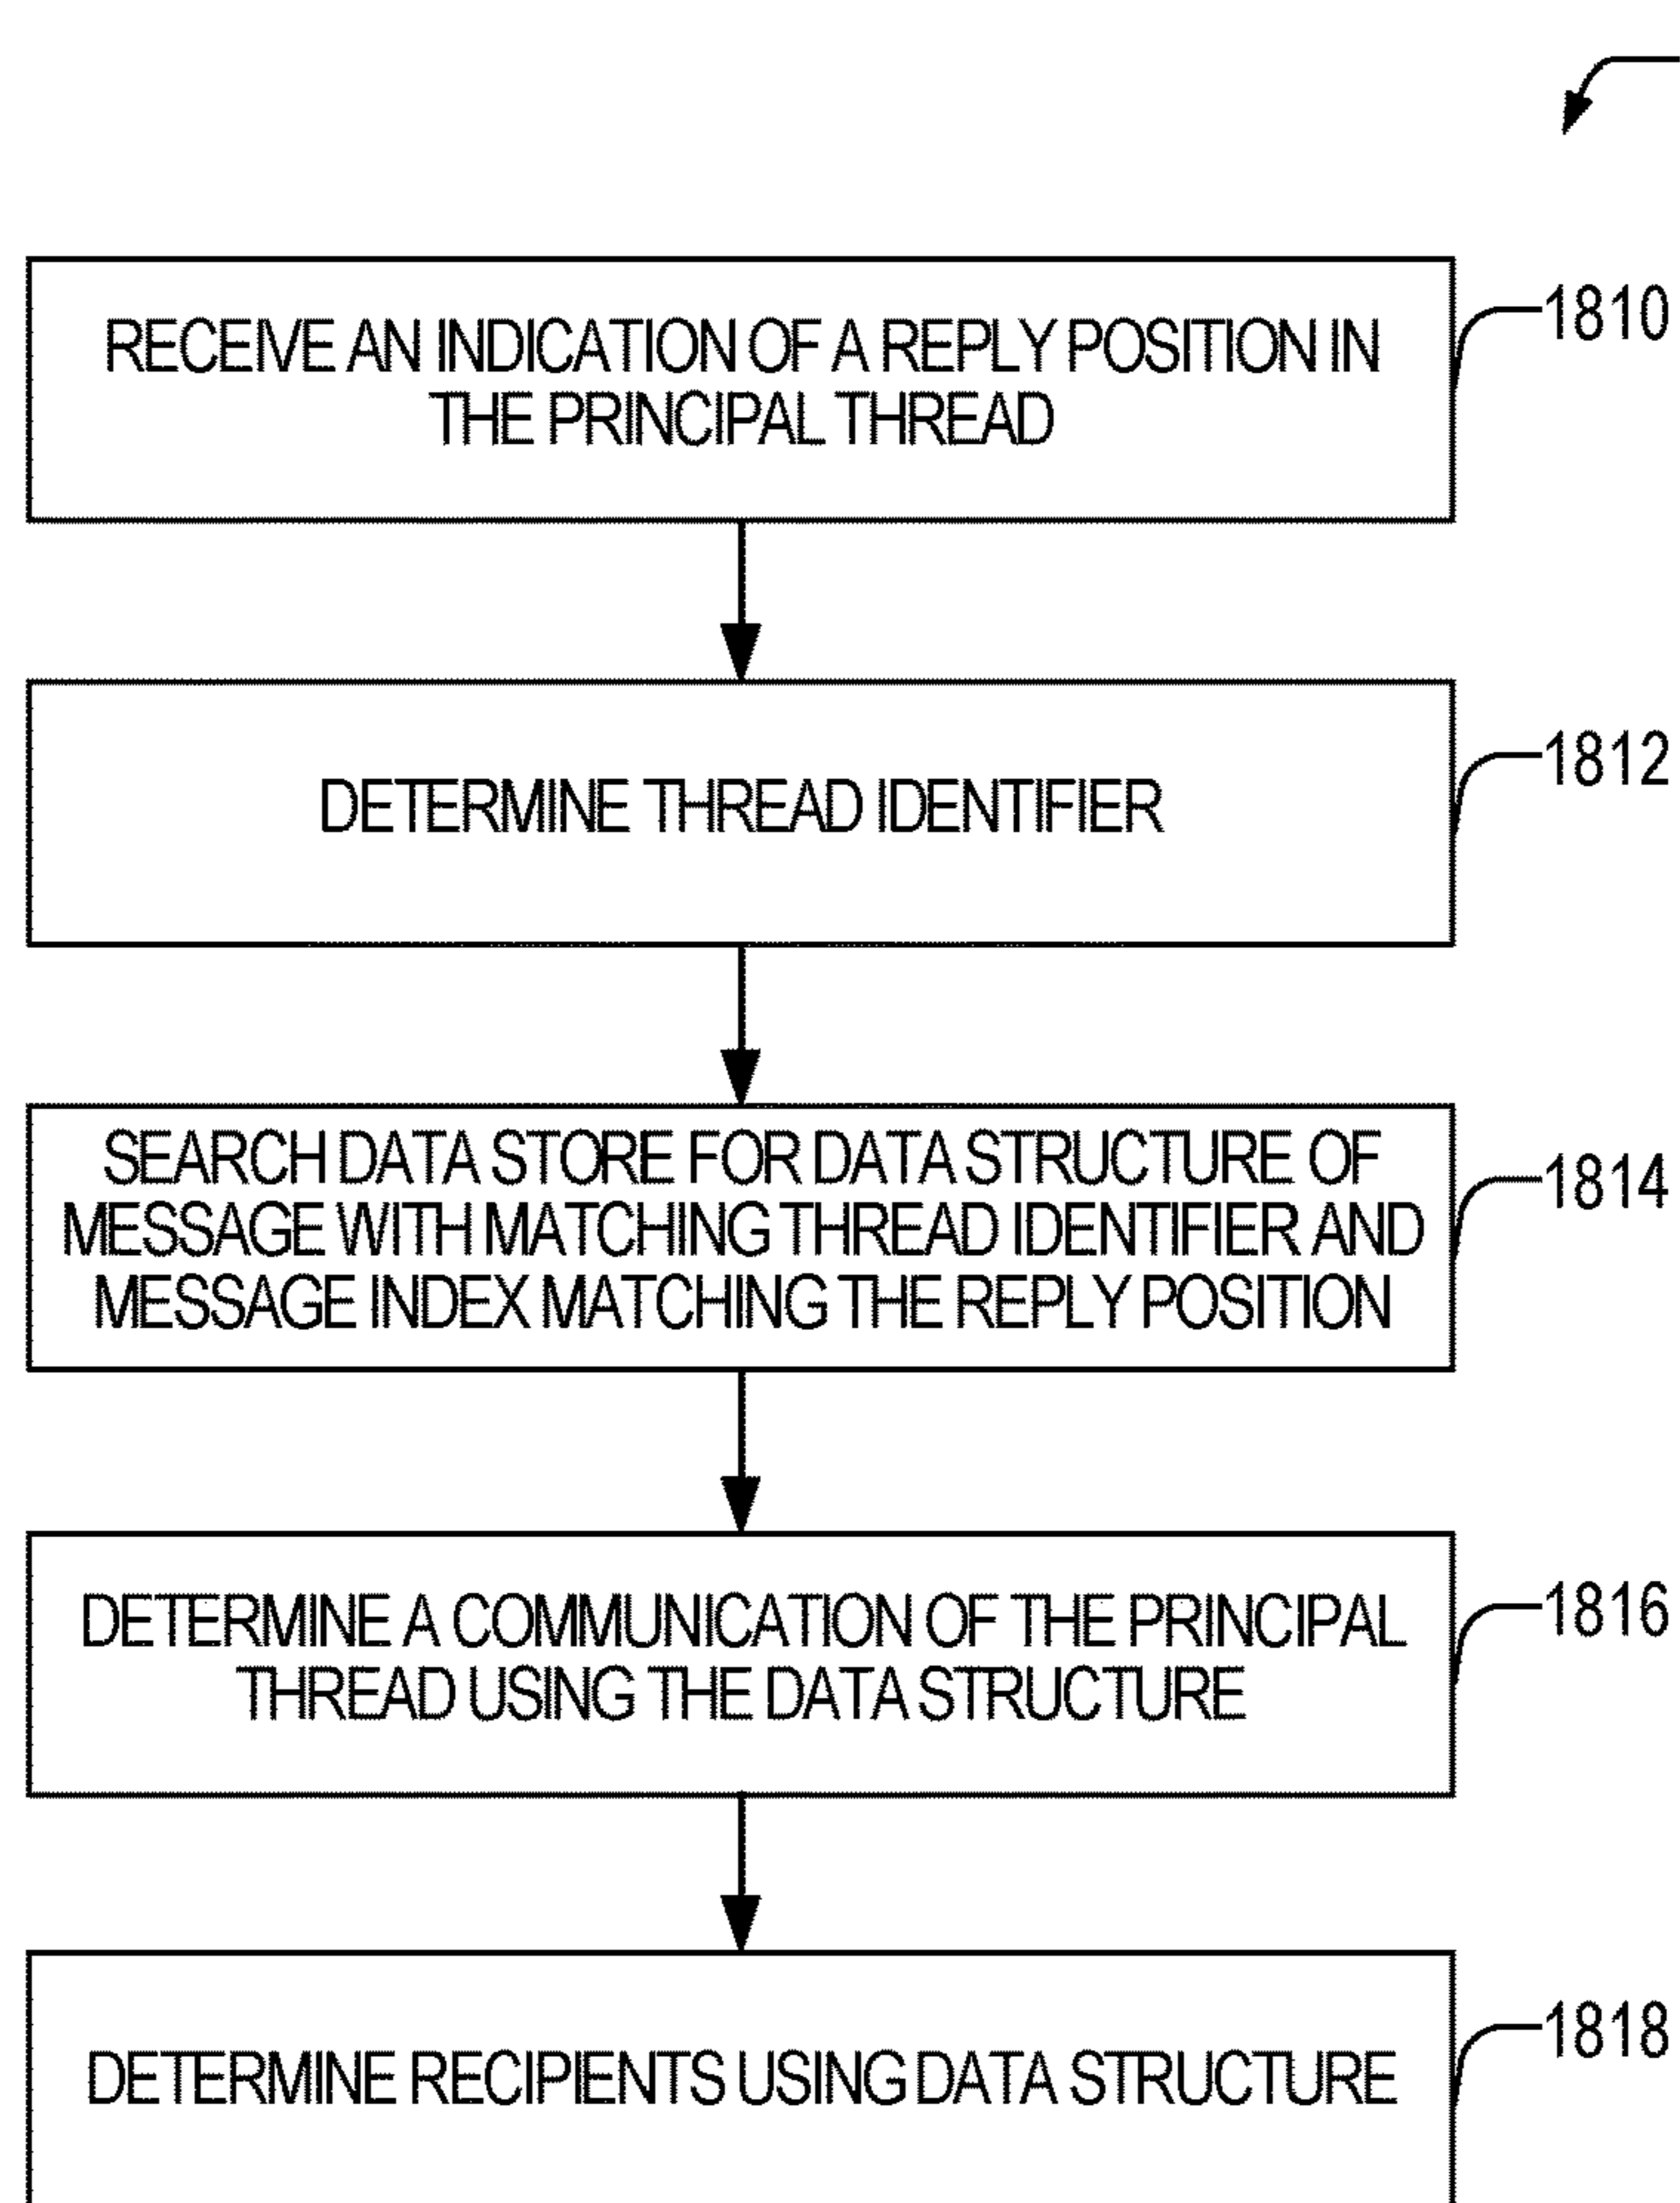 RECEIVE AN INDICATION OF A REPLY POSITION IN
THE PRINCIPAL THREAD
1810
DETERMINE THREAD IDENTIFIER
1812
SEARCH DATA STORE FOR DATA STRUCTURE OF
MESSAGE WITH MATCHING THREAD IDENTIFIER AND
MESSAGE INDEX MATCHING THE REPLY POSITION
1814
DETERMINE A COMMUNICATION OF THE PRINCIPAL
THREAD USING THE DATA STRUCTURE
1816
DETERMINE RECIPIENTS USING DATA STRUCTURE
1818